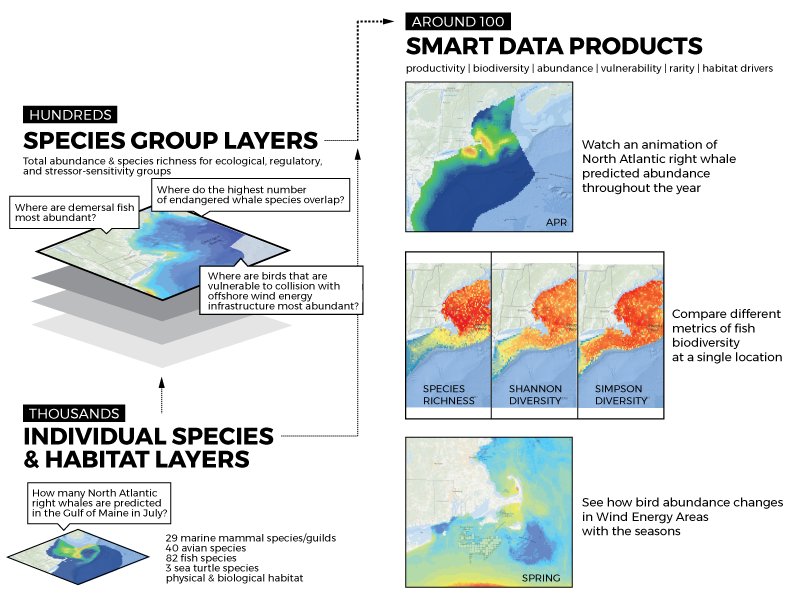 HUNDREDS
SPECIES GROUP LAYERS
Total abundance & species richness for ecological, regulatory,
and stressor-sensitivity groups
Where do the highest number
of endangered whale species overlap?
Where are demersal fish
most abundant?
Where are birds that are
vulnerable to collision with
offshore wind energy
infrastructure most abundant?
THOUSANDS
INDIVIDUAL SPECIES
& HABITAT LAYERS
How many North Atlantic
right whales are predicted
in the Gulf of Maine in July?
29 marine mammal species/guilds
40 avian species
82 fish species
3 sea turtle species
physical & biological habitat
AROUND 100
SMART DATA PRODUCTS
productivity | biodiversity | abundance | vulnerability | rarity | habitat drivers
APR
Watch an animation of
North Atlantic right whale
predicted abundance
throughout the year
SPECIES
RICHNESS
SHANNON
DIVERSITY
SIMPSON
DIVERSITY
Compare different
metrics of fish
biodiversity
at a single location
SPRING
See how bird abundance changes
in Wind Energy Areas
with the seasons